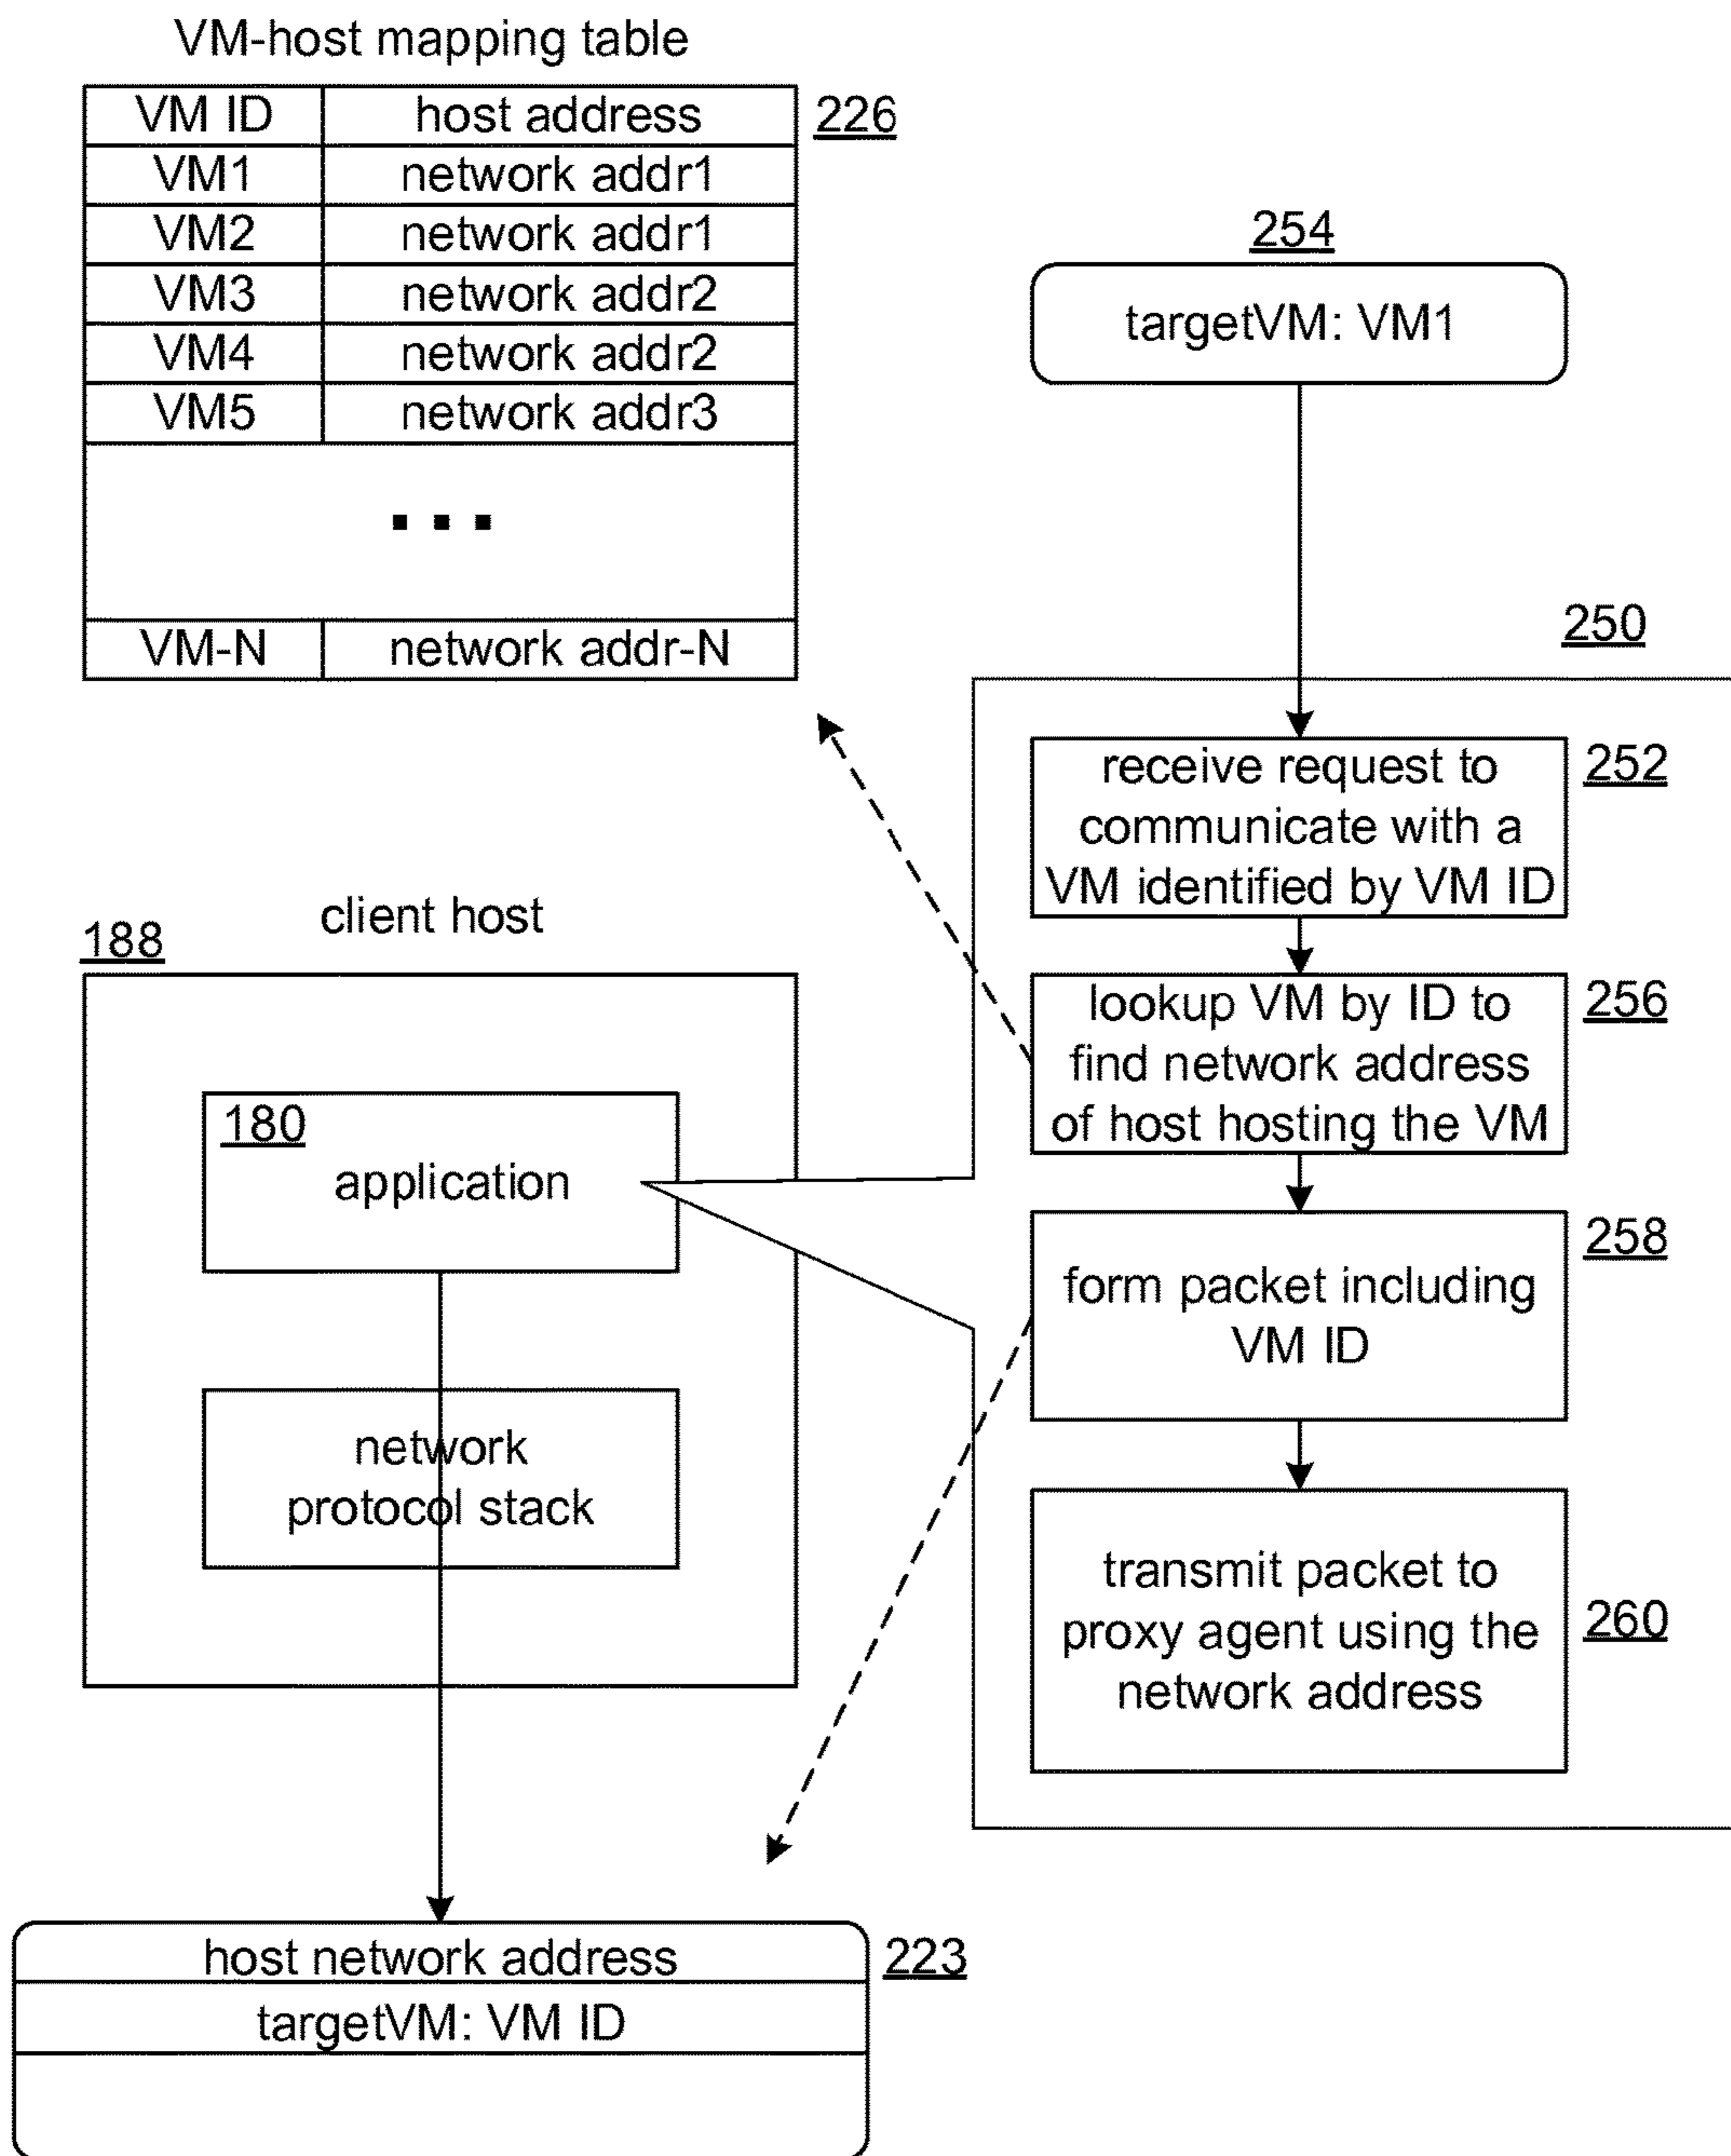 VM-host mapping table
VM ID host address 226
VM1 network addr1
VM2 network addr1
VM3 network addr2
VM4 network addr2
VM5 network addr3
...
VM-N network addr-N
254
targetVM: VM1
250
receive request to 252
communicate with a
VM identified by VM ID
lookup VM by ID to 256
find network address
of host hosting the VM
258
form packet including
VM ID
transmit packet to
proxy agent using the 260
network address
client host
188
180
application
network
protocol stack
host network address 223
targetVM: VM ID